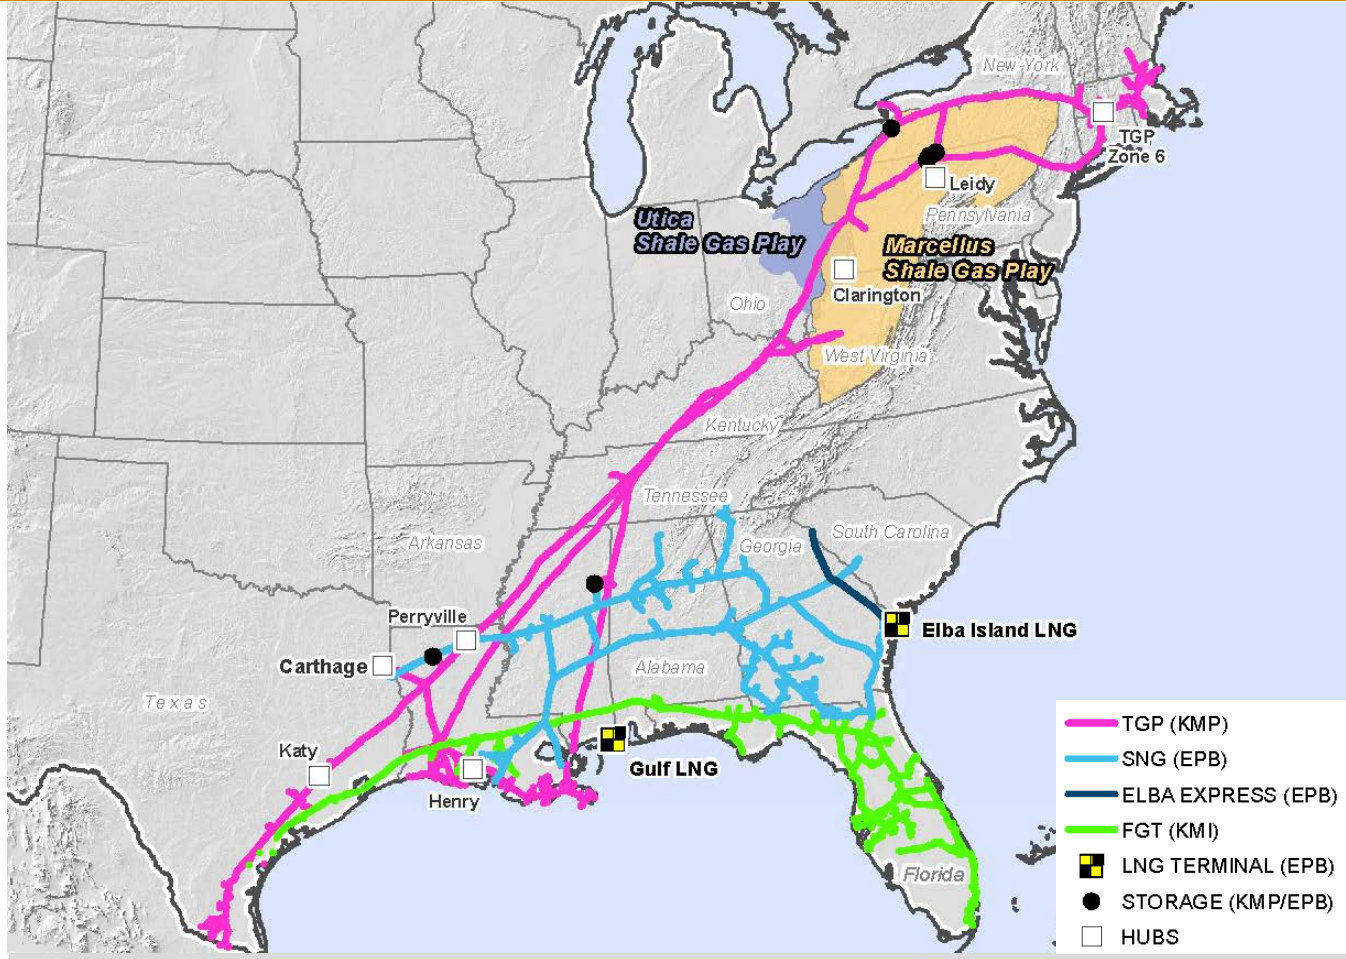 New York
TGP
Zone 6
Leidy
Pennsylvania
Utica
Shale Gas Play
Marcellus
Shale Gas Play
Clarington
Ohio
West Virginia
Kentucky
Tennessee
South Carolina
Arkansas
Georgia
Perryville
Elba Island LNG
Carthage
Alabama
Texas
Katy
Gulf LNG
Henry
Florida
TGP (KMP)
SNG (EPB)
ELBA EXPRESS (EPB)
FGT (KMI)
LNG TERMINAL (EPB)
STORAGE (KMP/EPB)
HUBS